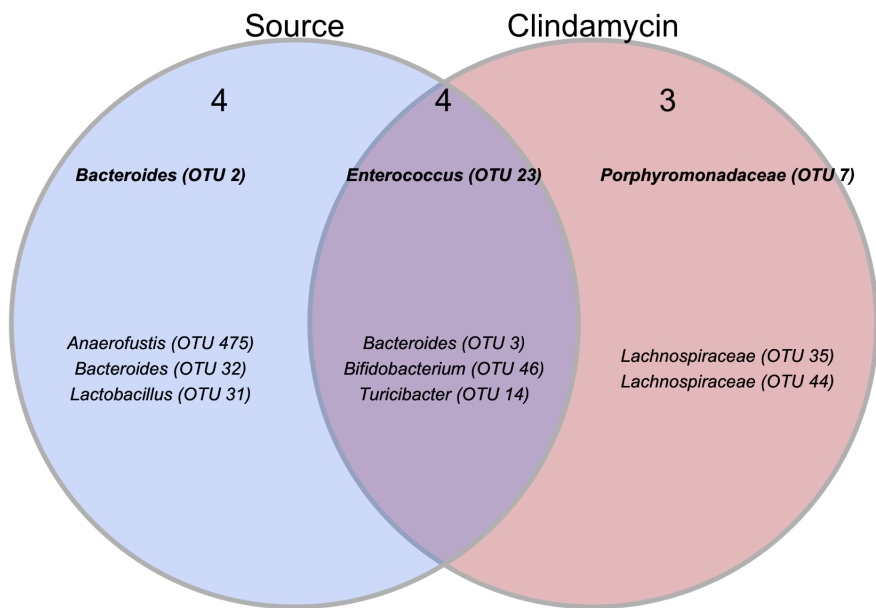 Source
Clindamycin
4
4
3
Bacteroides (OTU 2)
Enterococcus (OTU 23)
Porphyromonadaceae (OTU 7)
Anaerofustis (OTU 475)
Bacteroides (OTU 32)
Lactobacillus (OTU 31)
Bacteroides (OTU 3)
Bifidobacterium (OTU 46)
Turicibacter (OTU 14)
Lachnospiraceae (OTU 35)
Lachnospiraceae (OTU 44)